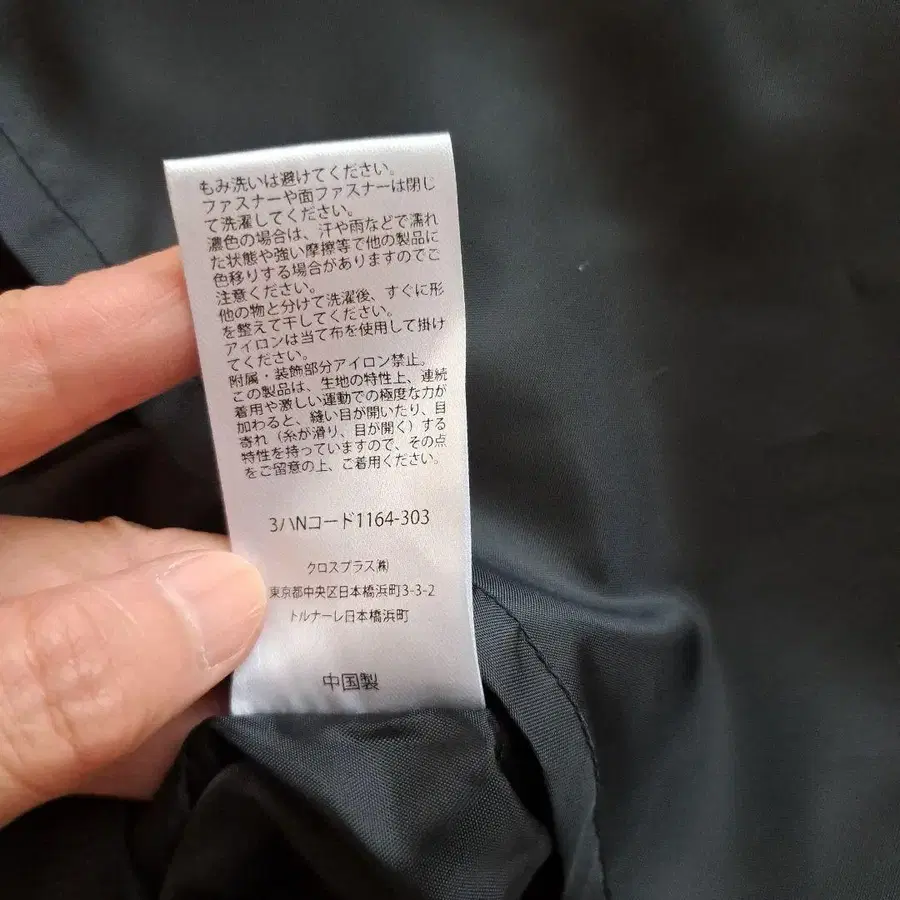 もみ洗いは避けてください。
ファスナーや面ファスナーは閉じ
て洗濯してください。
濃色の場合は、汗や雨などで濡れ
た状態や強い摩擦等で他の製品に
色移りする場合がありますのでご
注意ください。
他の物と分けて洗濯後、すぐに形
を整えて干してください。
アイロンは当て布を使用して掛け
てください。
附属・装飾部分アイロン禁止。
この製品は、生地の特性上、連続
着用や激しい運動での極度な力が
加わると、縫い目が開いたり、目
寄れ（糸が滑り、目が開く）する
特性を持っていますので、その点
をご留意の上、ご着用ください。
3ハNコード1164-303
クロスプラス㈱
東京都中央区日本橋浜町3-3-2
トルナーレ日本橋浜町
中国製